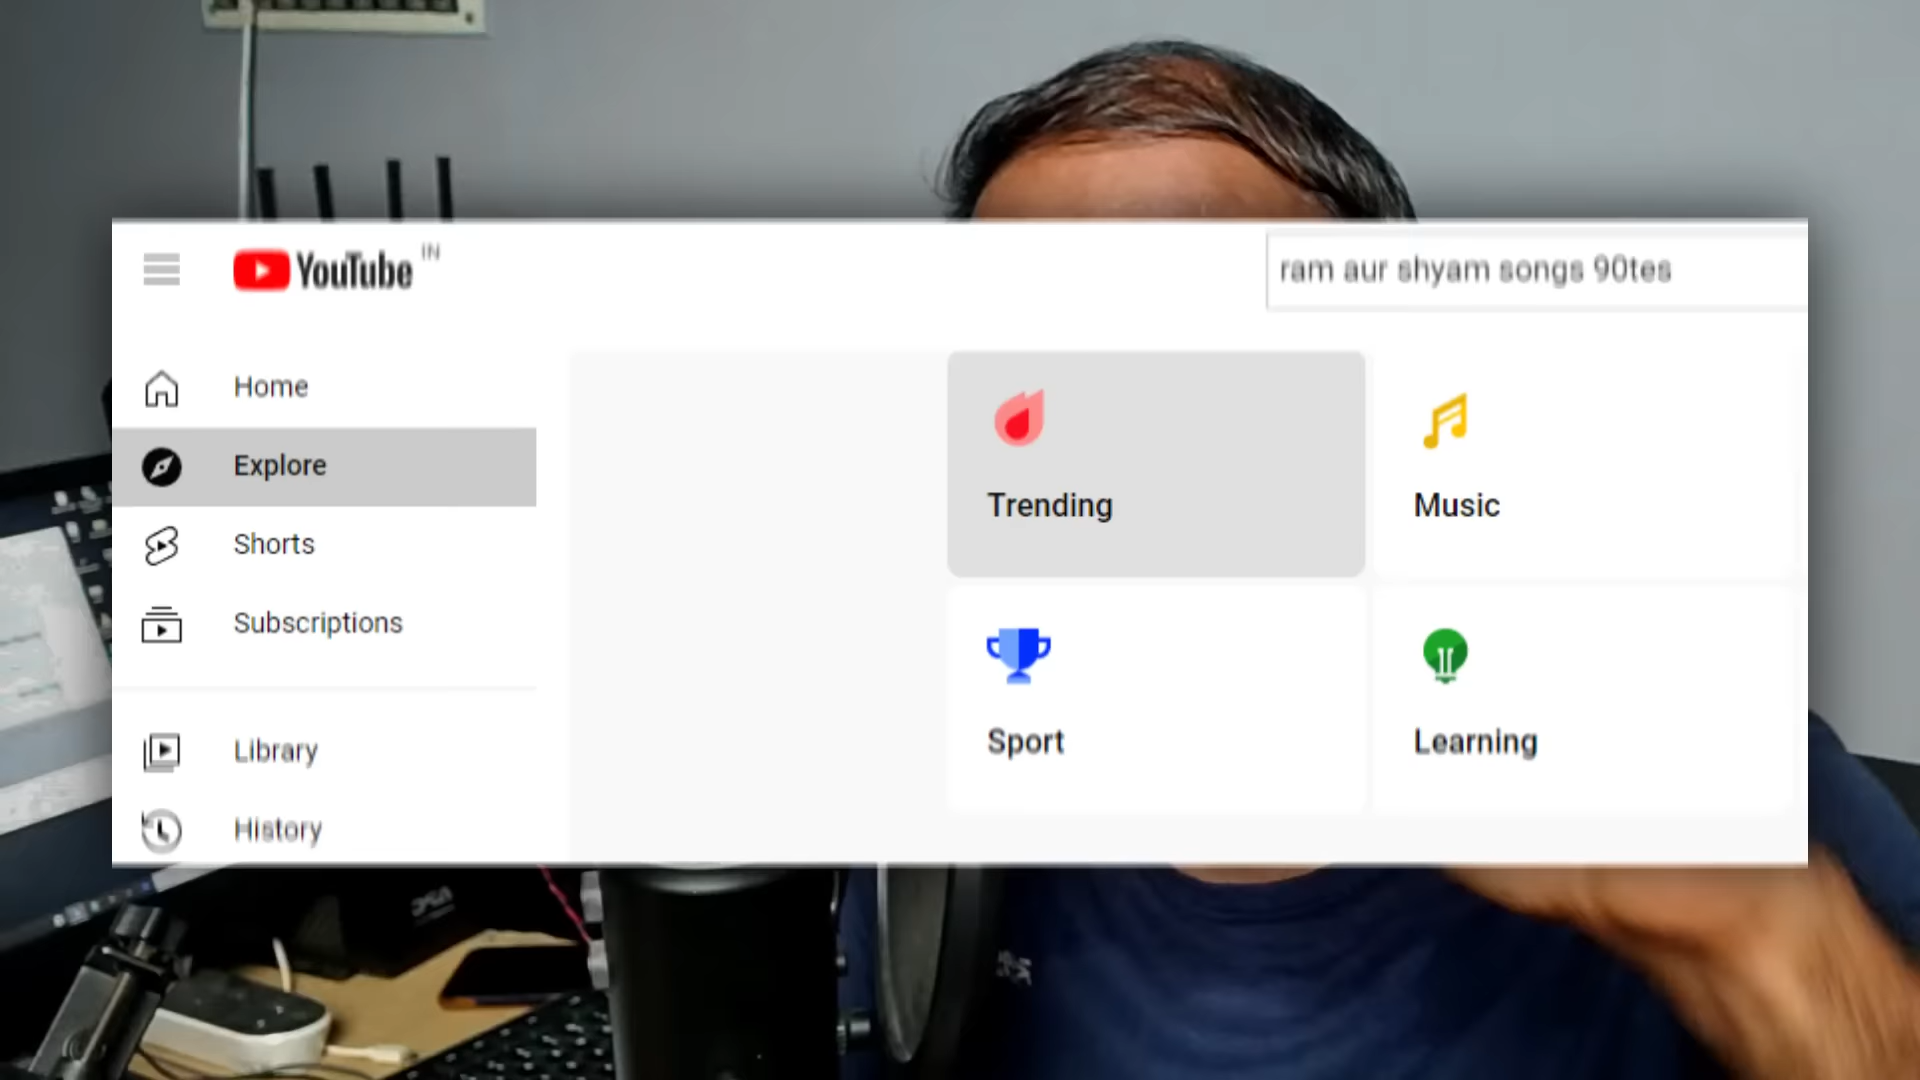 YouTube IN
ram aur shyam songs 90tes
Home
Explore
Shorts
Subscriptions
Library
History
Trending
Music
Sport
Learning